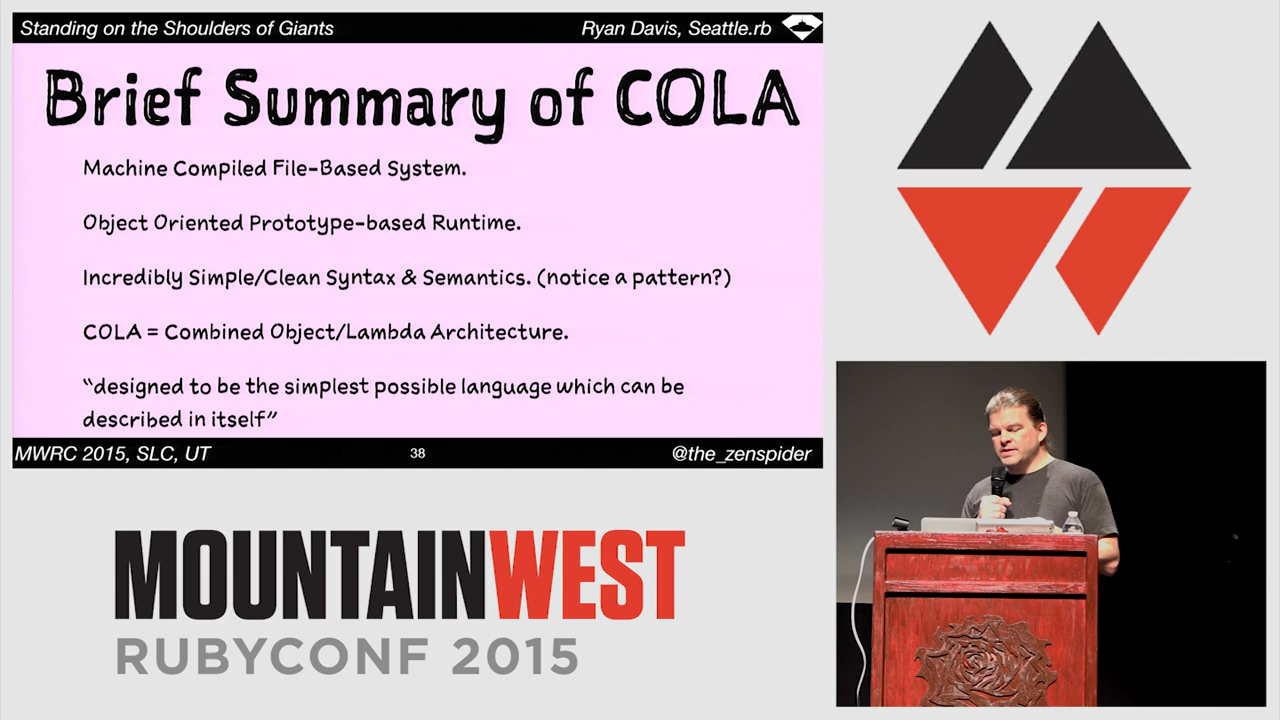 Standing on the Shoulders of Giants
Ryan Davis, Seattle.rb
Brief Summary of COLA
Machine Compiled File-Based System.
Object Oriented Prototype-based Runtime.
Incredibly Simple/Clean Syntax & Semantics. (notice a pattern?)
COLA = Combined Object/Lambda Architecture.
“designed to be the simplest possible language which can be
described in itself”
MWRC 2015, SLC, UT
38
@the_zenspider
MOUNTAINWEST
RUBYCONF 2015